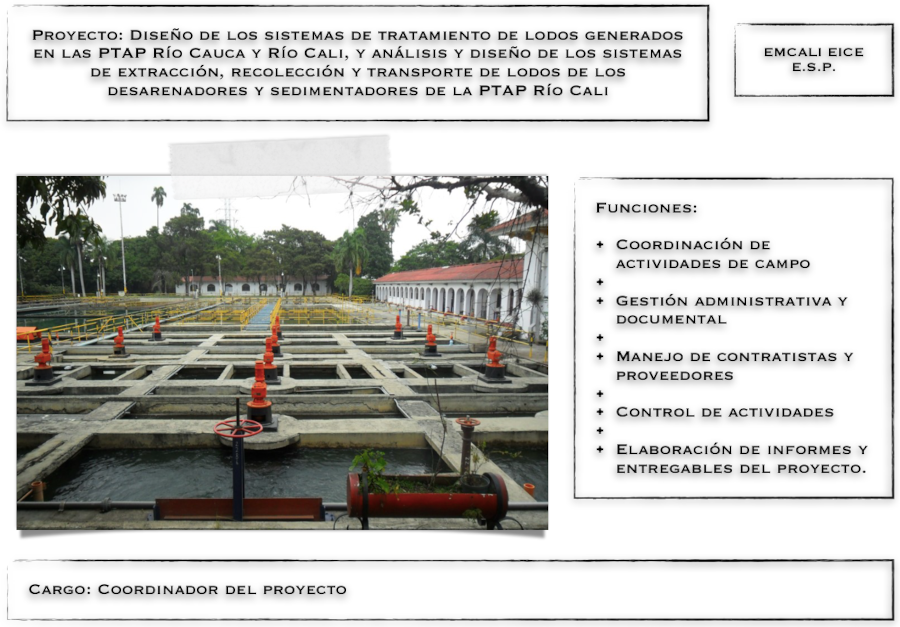 Proyecto: Diseño de los sistemas de tratamiento de lodos generados
en las PTAP Río Cauca y Río Cali, y análisis y diseño de los sistemas
de extracción, recolección y transporte de lodos de los
desarenadores y sedimentadores de la PTAP Río Cali
EMCALI EICE
E.S.P.
Funciones:
+ Coordinación de
actividades de campo
+
+ Gestión administrativa y
documental
+
+ Manejo de contratistas y
proveedores
+
+ Control de actividades
+
+ Elaboración de informes y
entregables del proyecto.
Cargo: Coordinador del proyecto